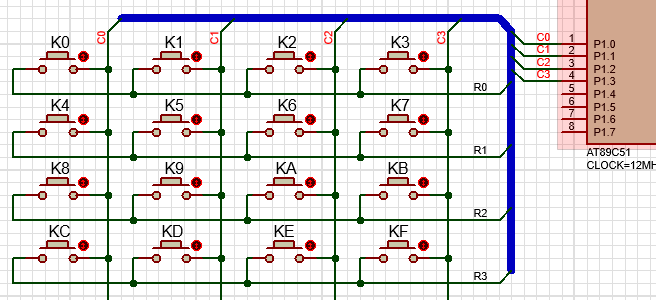 C0 C1 C2 C3
K0 K1 K2 K3
R0
K4 K5 K6 K7
R1
K8 K9 KA KB
R2
KC KD KE KF
R3
C0 1 P1.0
C1 2 P1.1
C2 3 P1.2
C3 4 P1.3
5 P1.4
6 P1.5
7 P1.6
8 P1.7
AT89C51
CLOCK=12MH